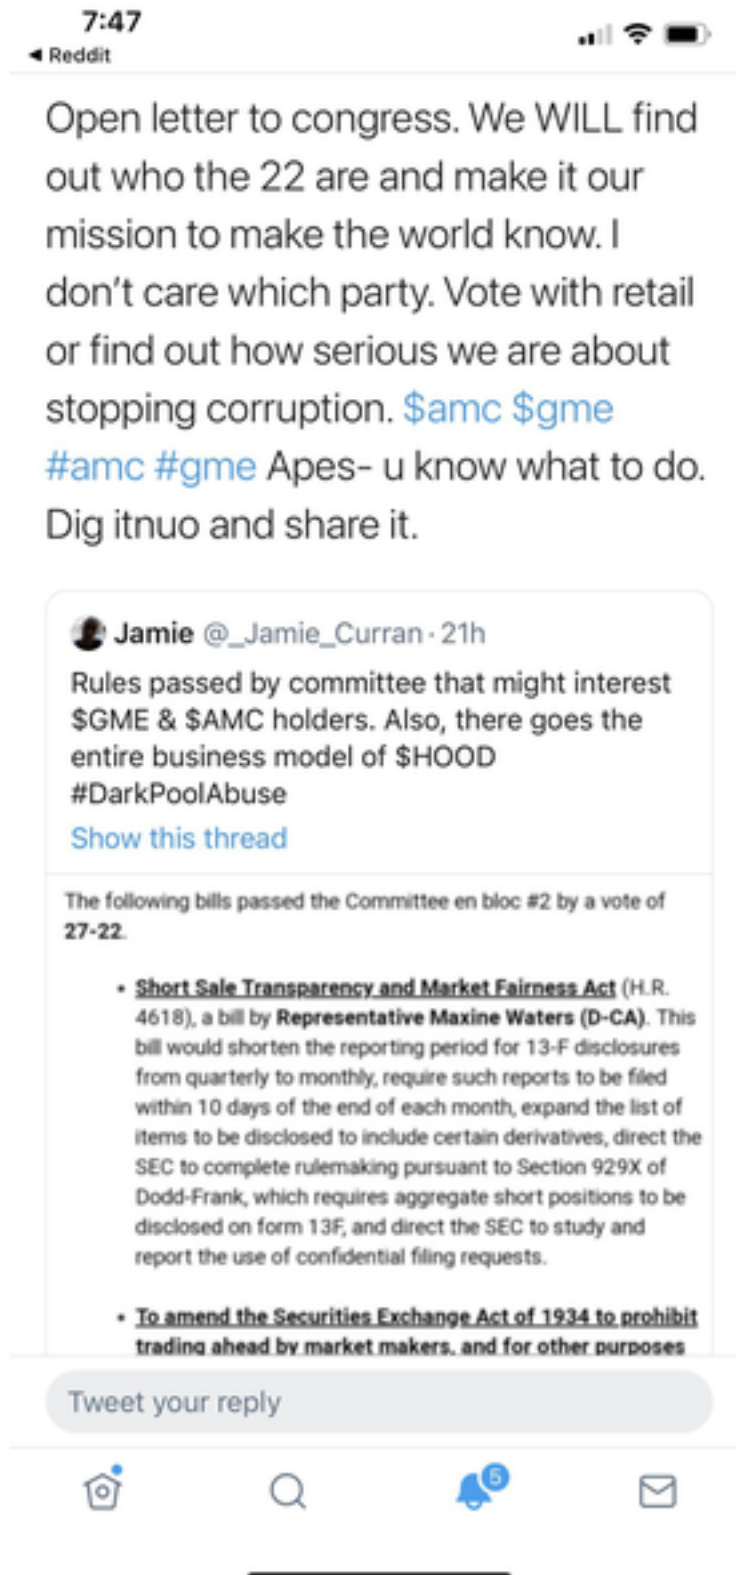 7:47
◄ Reddit
Open letter to congress. We WILL find
out who the 22 are and make it our
mission to make the world know. I
don't care which party. Vote with retail
or find out how serious we are about
stopping corruption. $amc $gme
#amc #gme Apes- u know what to do.
Dig itnuo and share it.
Jamie @_Jamie_Curran · 21h
Rules passed by committee that might interest
$GME & $AMC holders. Also, there goes the
entire business model of $HOOD
#DarkPoolAbuse
Show this thread
The following bills passed the Committee en bloc #2 by a vote of
27-22.
• Short Sale Transparency and Market Fairness Act (H.R.
4618), a bill by Representative Maxine Waters (D-CA). This
bill would shorten the reporting period for 13-F disclosures
from quarterly to monthly, require such reports to be filed
within 10 days of the end of each month, expand the list of
items to be disclosed to include certain derivatives, direct the
SEC to complete rulemaking pursuant to Section 929X of
Dodd-Frank, which requires aggregate short positions to be
disclosed on form 13F, and direct the SEC to study and
report the use of confidential filing requests.
• To amend the Securities Exchange Act of 1934 to prohibit
trading ahead by market makers, and for other purposes
Tweet your reply
5